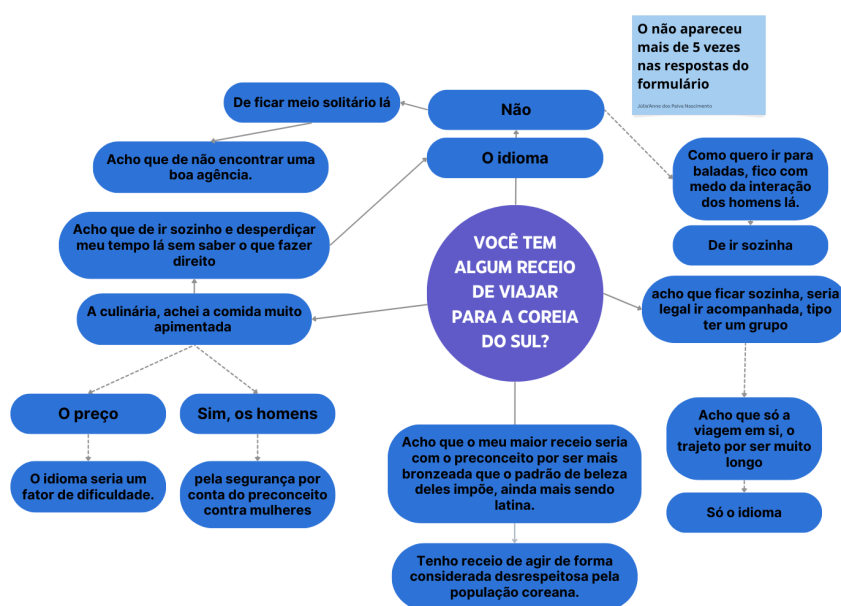 O não apareceu
mais de 5 vezes
nas respostas do
formulário
De ficar meio solitário lá
Não
Acho que de não encontrar uma
boa agência.
O idioma
Como quero ir para
baladas, fico com
medo da interação
dos homens lá.
Acho que de ir sozinho e desperdiçar
meu tempo lá sem saber o que fazer
direito
De ir sozinha
VOCÊ TEM
ALGUM RECEIO
DE VIAJAR
PARA A COREIA
DO SUL?
A culinária, achei a comida muito
apimentada
acho que ficar sozinha, seria
legal ir acompanhada, tipo
ter um grupo
O preço
Sim, os homens
Acho que só a
viagem em si, o
trajeto por ser muito
longo
Acho que o meu maior receio seria
com o preconceito por ser mais
bronzeada que o padrão de beleza
deles impõe, ainda mais sendo
latina.
O idioma seria um
fator de dificuldade.
pela segurança por
conta do preconceito
contra mulheres
Só o idioma
Tenho receio de agir de forma
considerada desrespeitosa pela
população coreana.